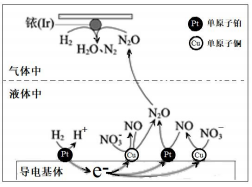 铱(Ir)
H₂
N₂O
H₂O
N₂
Pt 单原子铂
Cu 单原子铜
气体中
液体中
H₂
H⁺
NO₃⁻
NO
N₂O
NO
NO₃⁻
Pt
Cu
Pt
Cu
导电基体
e⁻